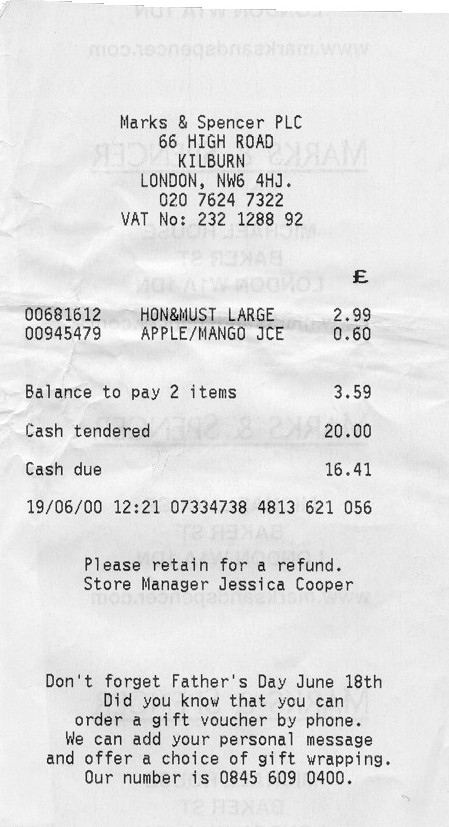 Marks & Spencer PLC
66 HIGH ROAD
KILBURN
LONDON, NW6 4HJ.
020 7624 7322
VAT No: 232 1288 92
£
00681612 HON&MUST LARGE 2.99
00945479 APPLE/MANGO JCE 0.60
Balance to pay 2 items 3.59
Cash tendered 20.00
Cash due 16.41
19/06/00 12:21 07334738 4813 621 056
Please retain for a refund.
Store Manager Jessica Cooper
Don't forget Father's Day June 18th
Did you know that you can
order a gift voucher by phone.
We can add your personal message
and offer a choice of gift wrapping.
Our number is 0845 609 0400.